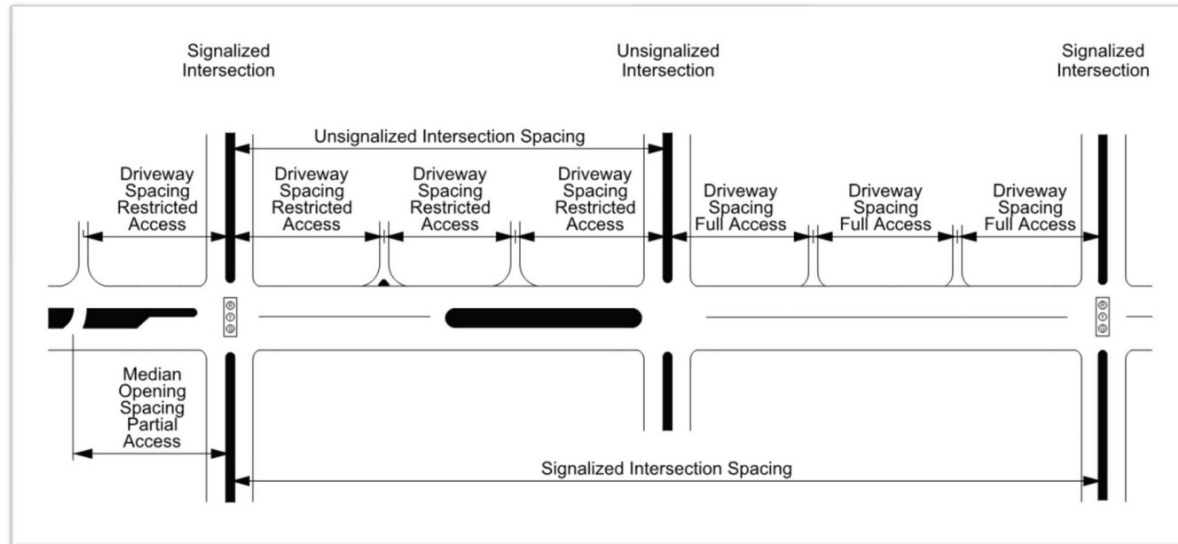 Signalized
Intersection
Unsignalized
Intersection
Signalized
Intersection
Unsignalized Intersection Spacing
Driveway
Spacing
Restricted
Access
Driveway
Spacing
Restricted
Access
Driveway
Spacing
Restricted
Access
Driveway
Spacing
Restricted
Access
Driveway
Spacing
Full Access
Driveway
Spacing
Full Access
Driveway
Spacing
Full Access
R
Y
G
R
Y
G
Median
Opening
Spacing
Partial
Access
Signalized Intersection Spacing